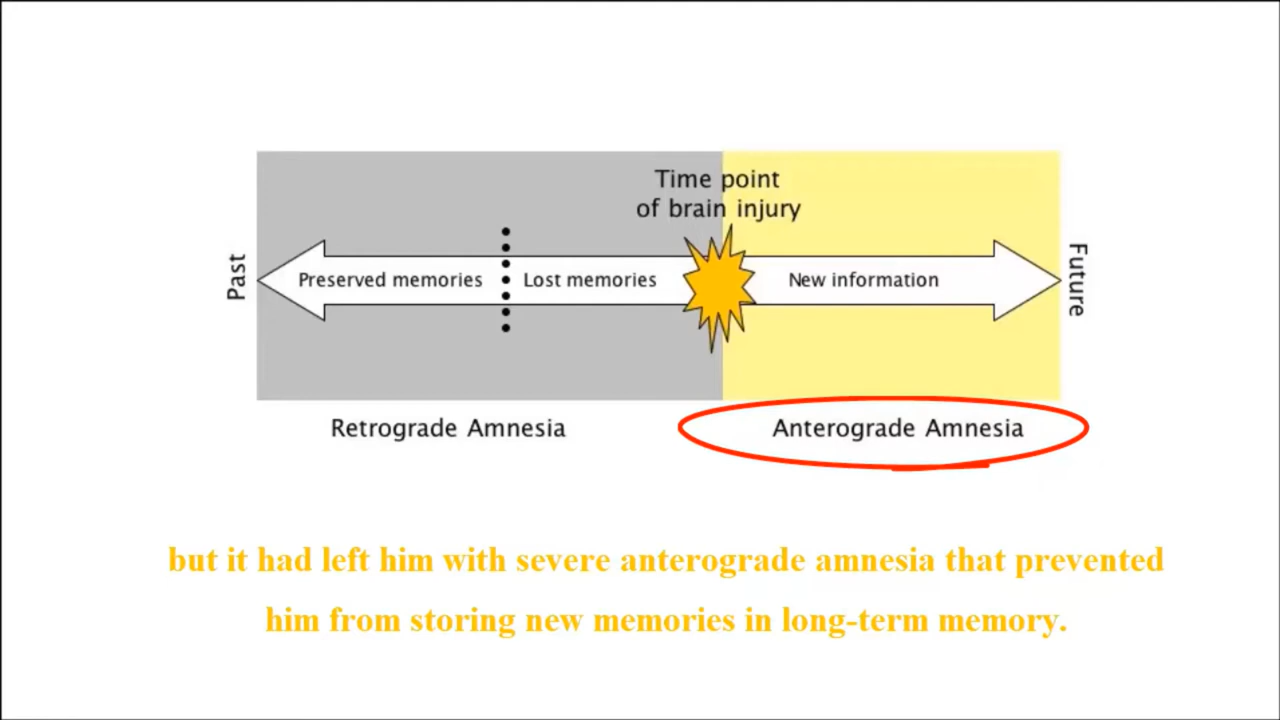 Time point
of brain injury
Past
Preserved memories
Lost memories
New information
Future
Retrograde Amnesia
Anterograde Amnesia
but it had left him with severe anterograde amnesia that prevented
him from storing new memories in long-term memory.